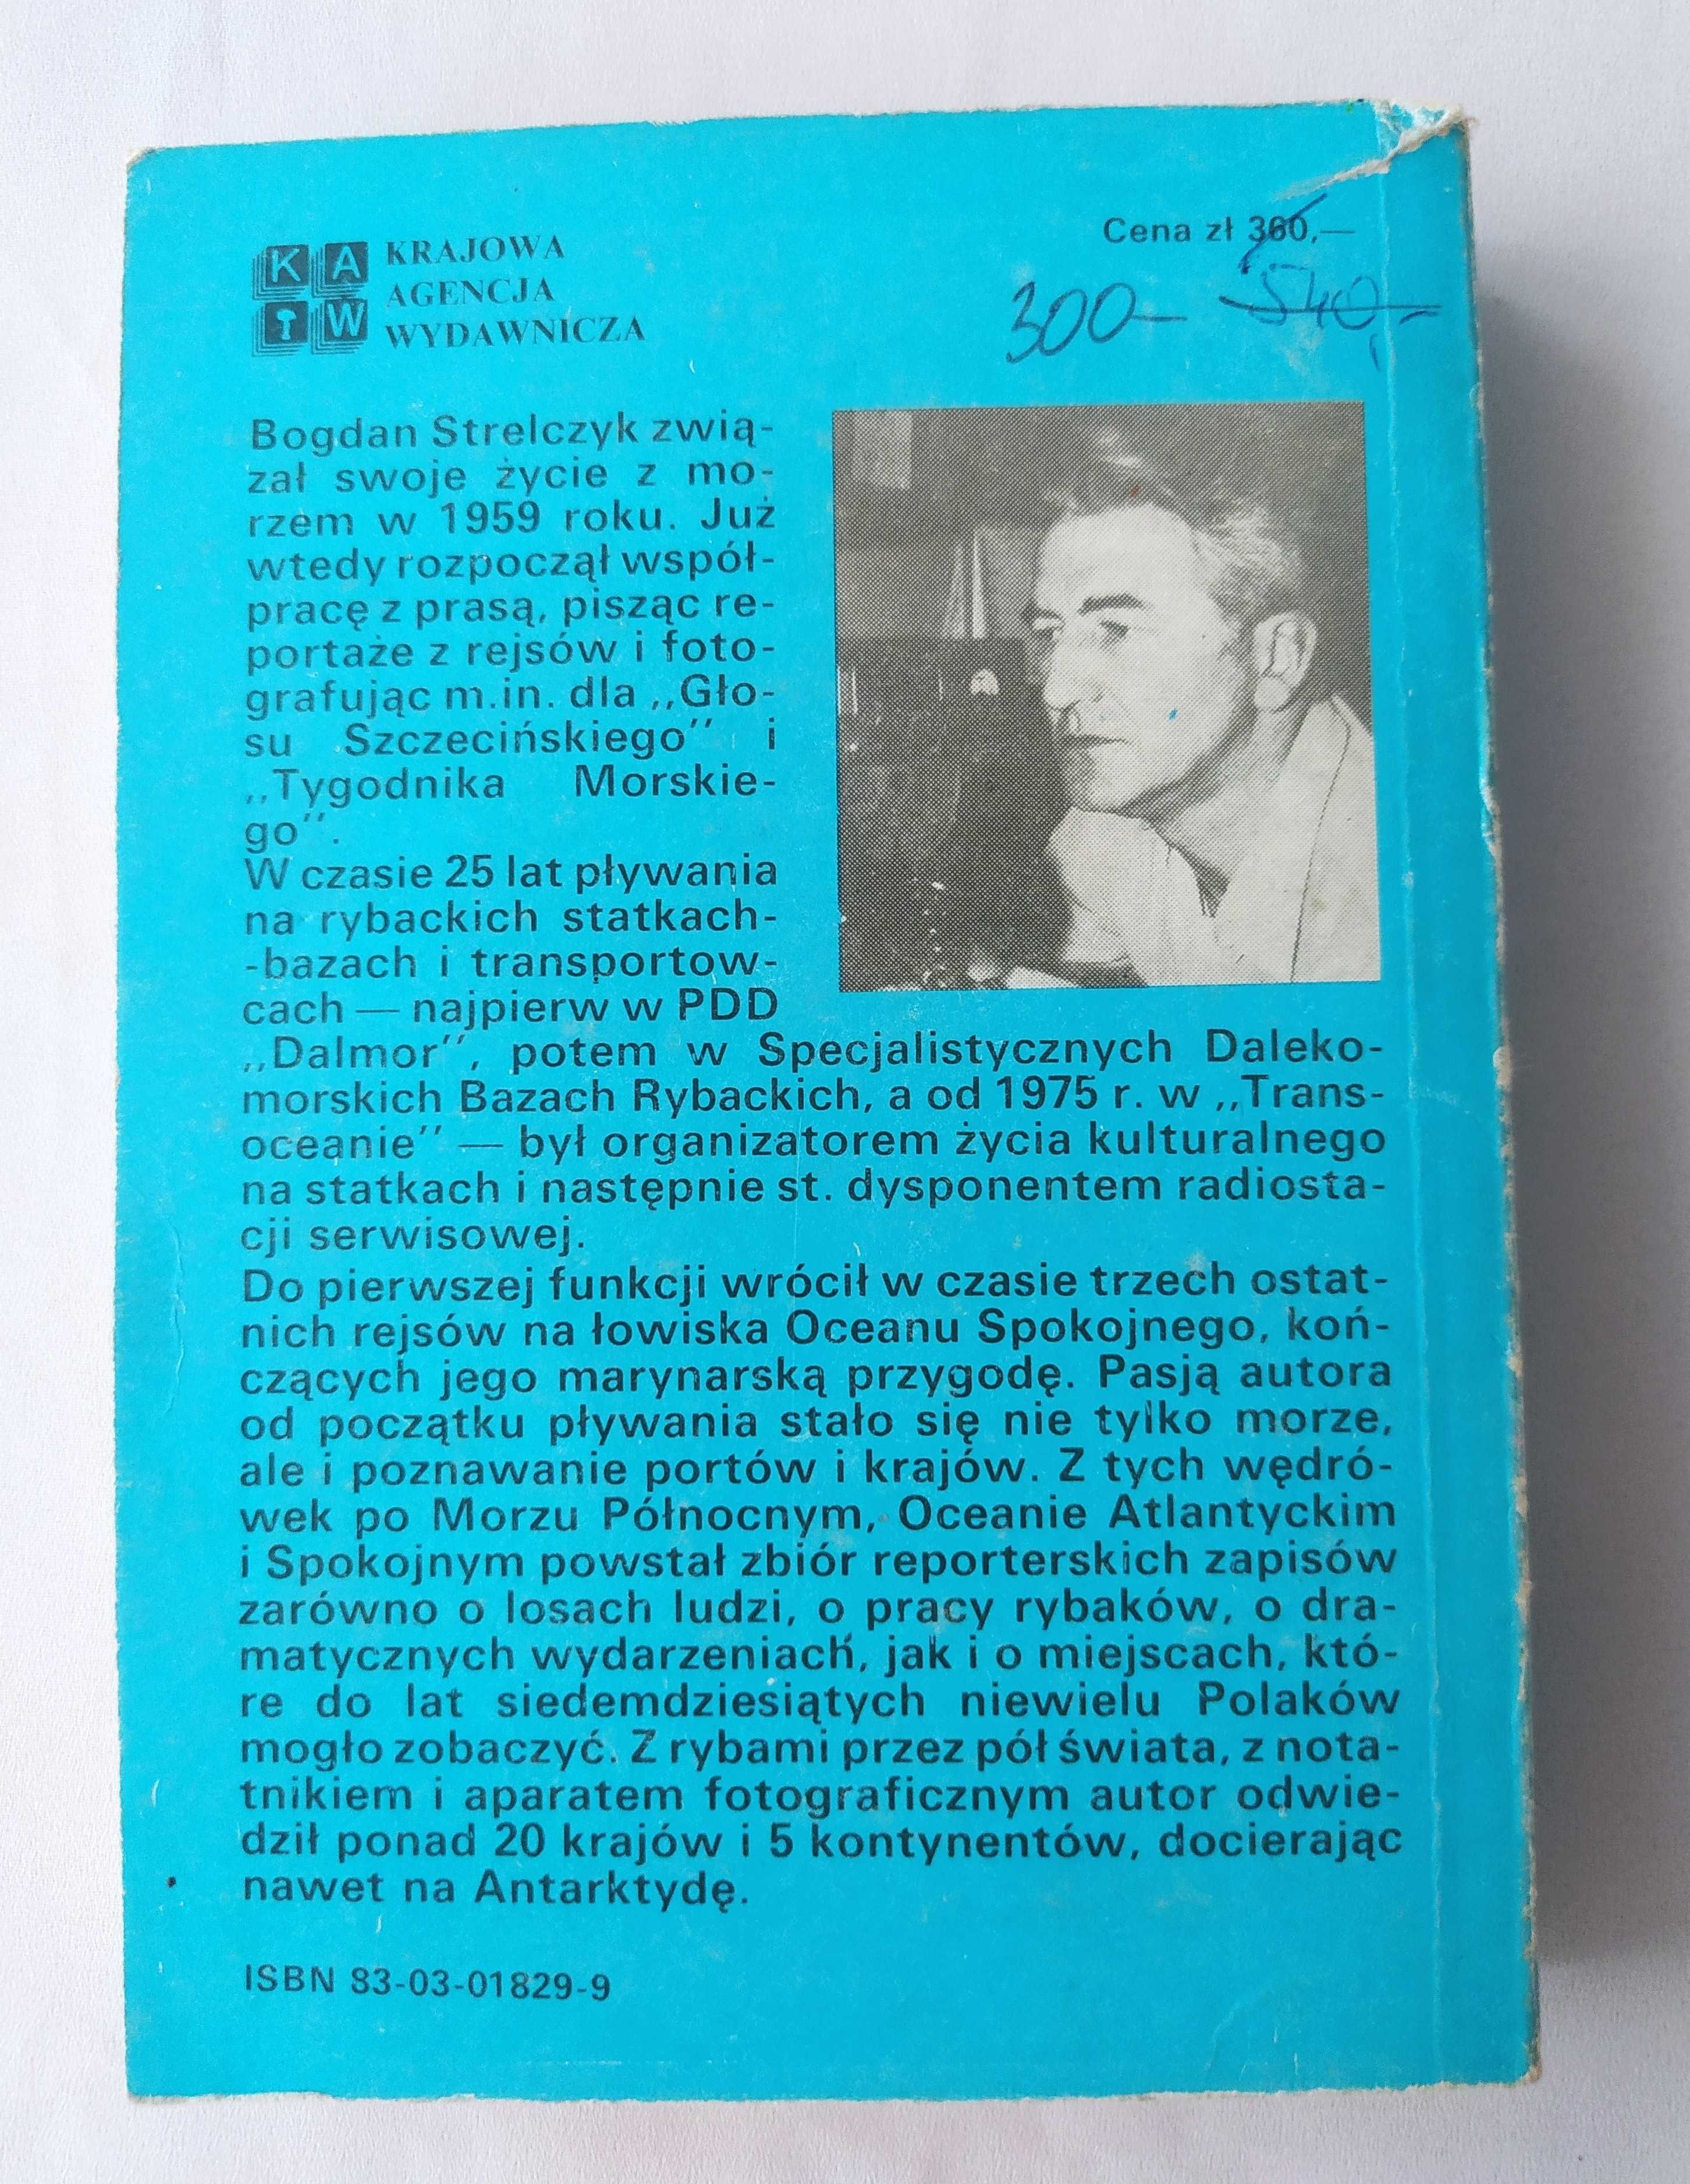 K A
W
KRAJOWA
AGENCJA
WYDAWNICZA
Cena zł 360,—
300-
540,-
Bogdan Strelczyk zwią-
zał swoje życie z mo-
rzem w 1959 roku. Już
wtedy rozpoczął współ-
pracę z prasą, pisząc re-
portaże z rejsów i foto-
grafując m.in. dla ,,Gło-
su Szczecińskiego'' i
,,Tygodnika Morskie-
go''.
W czasie 25 lat pływania
na rybackich statkach-
-bazach i transportow-
cach — najpierw w PDD
,,Dalmor'', potem w Specjalistycznych Daleko-
morskich Bazach Rybackich, a od 1975 r. w ,,Trans-
oceanie'' — był organizatorem życia kulturalnego
na statkach i następnie st. dysponentem radiosta-
cji serwisowej.
Do pierwszej funkcji wrócił w czasie trzech ostat-
nich rejsów na łowiska Oceanu Spokojnego, koń-
czących jego marynarską przygodę. Pasją autora
od początku pływania stało się nie tylko morze,
ale i poznawanie portów i krajów. Z tych wędró-
wek po Morzu Północnym, Oceanie Atlantyckim
i Spokojnym powstał zbiór reporterskich zapisów
zarówno o losach ludzi, o pracy rybaków, o dra-
matycznych wydarzeniach, jak i o miejscach, któ-
re do lat siedemdziesiątych niewielu Polaków
mogło zobaczyć. Z rybami przez pół świata, z nota-
tnikiem i aparatem fotograficznym autor odwie-
dził ponad 20 krajów i 5 kontynentów, docierając
nawet na Antarktydę.
ISBN 83-03-01829-9